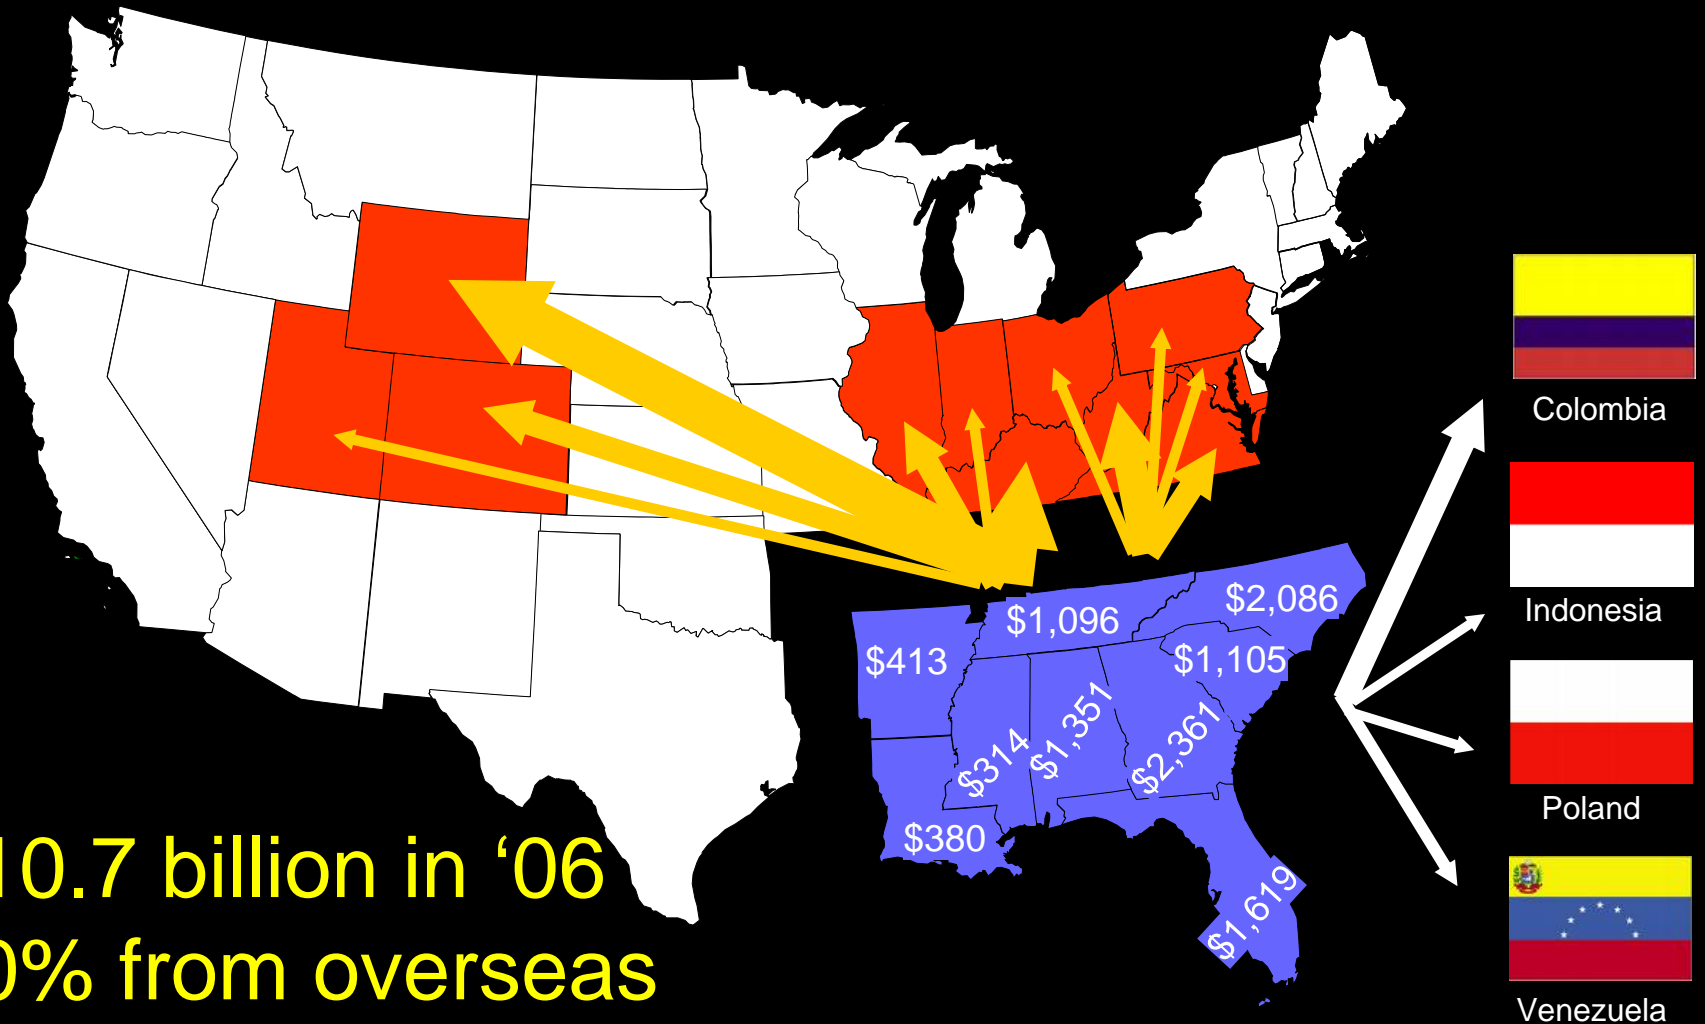 Colombia
Indonesia
$2,086
$1,096
$413
$1,105
$1,351
$314
$2,361
Poland
$380
0.7 billion in ‘06
$1,619
0% from overseas
Venezuela